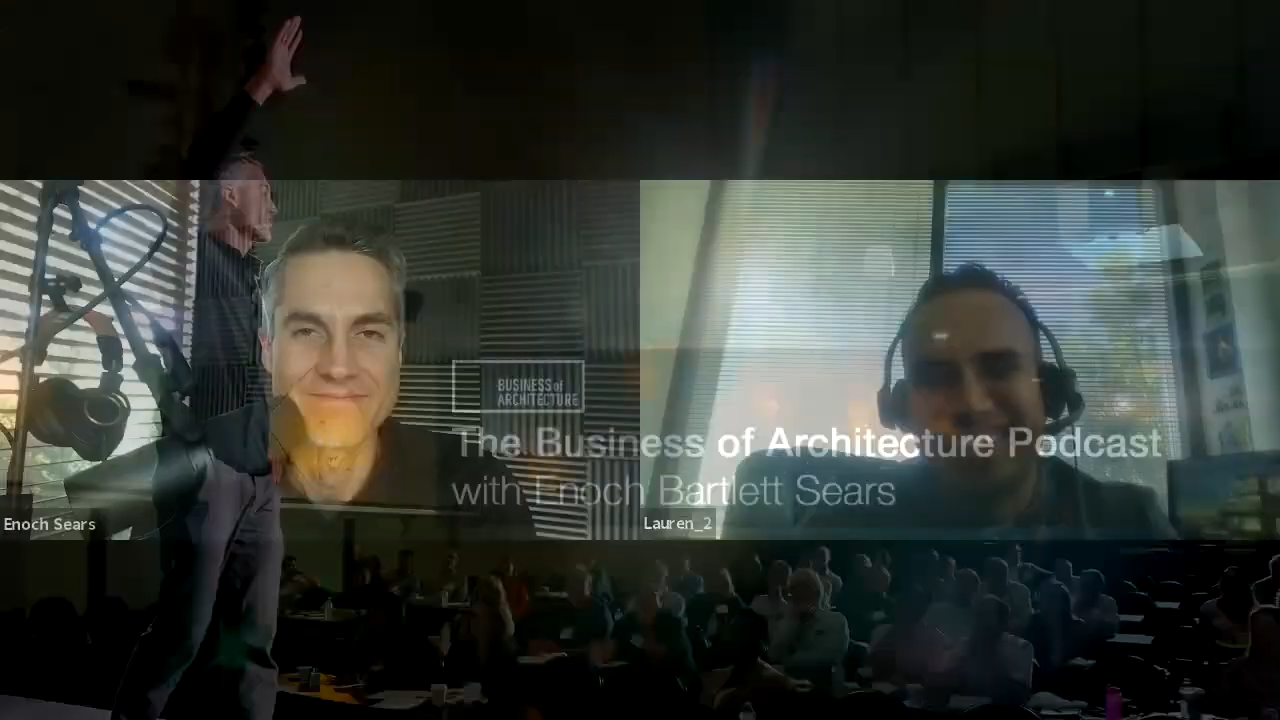 BUSINESS of
ARCHITECTURE
The Business of Architecture Podcast
with Enoch Bartlett Sears
Enoch Sears
Lauren_2